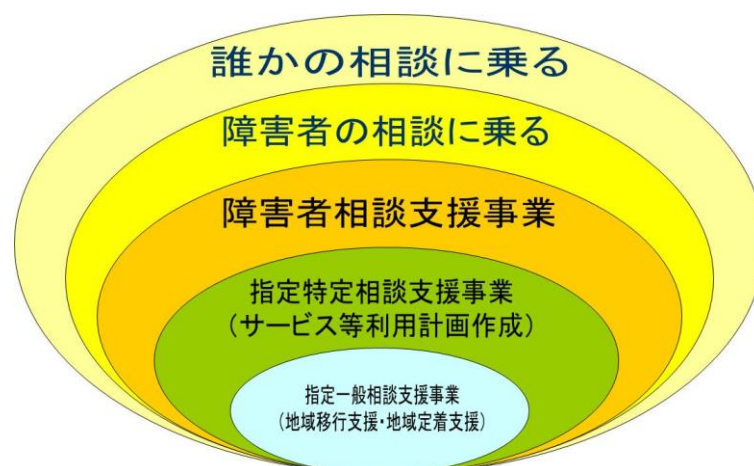 誰かの相談に乗る
障害者の相談に乗る
障害者相談支援事業
指定特定相談支援事業
（サービス等利用計画作成）
指定一般相談支援事業
（地域移行支援・地域定着支援）